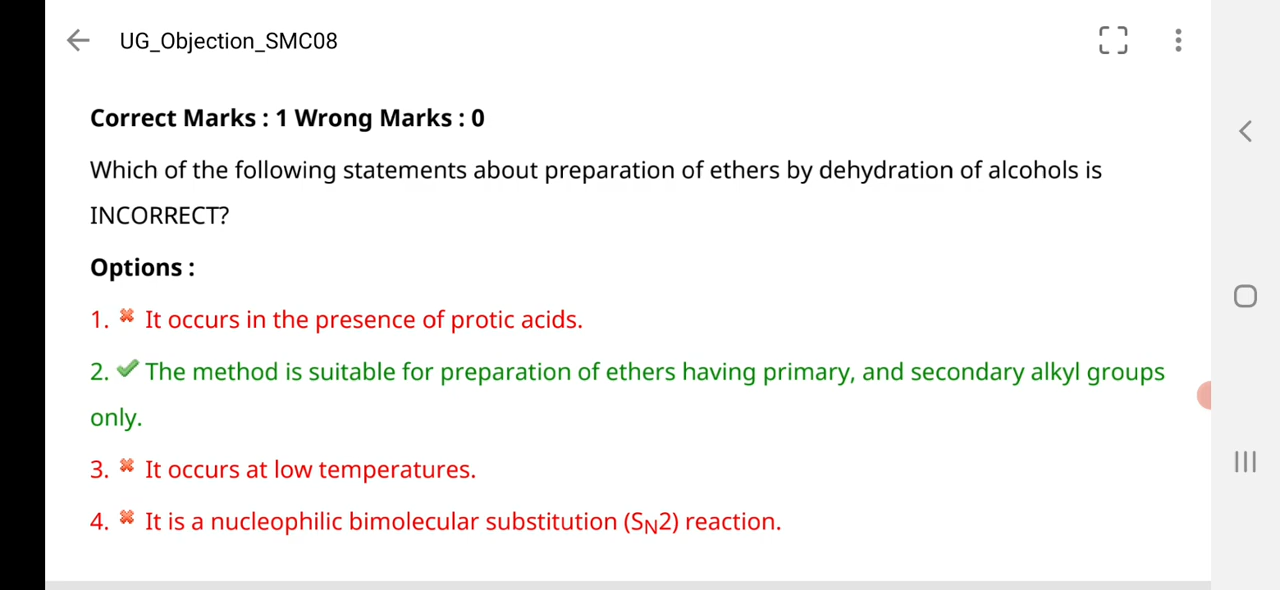 UG_Objection_SMC08
Correct Marks : 1 Wrong Marks : 0
Which of the following statements about preparation of ethers by dehydration of alcohols is
INCORRECT?
Options :
1. ✖ It occurs in the presence of protic acids.
2. ✔ The method is suitable for preparation of ethers having primary, and secondary alkyl groups
only.
3. ✖ It occurs at low temperatures.
4. ✖ It is a nucleophilic bimolecular substitution (SN2) reaction.